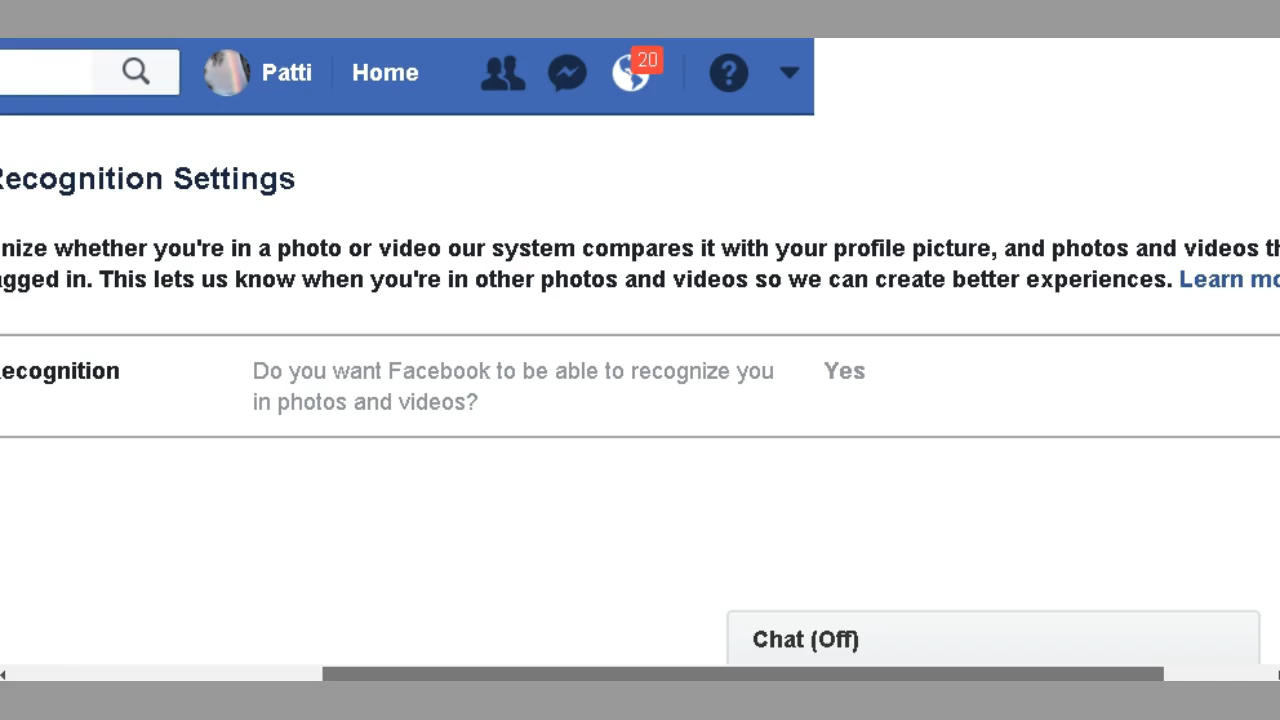 Patti Home 20 ?
Recognition Settings
nize whether you're in a photo or video our system compares it with your profile picture, and photos and videos th
agged in. This lets us know when you're in other photos and videos so we can create better experiences. Learn mo
ecognition Do you want Facebook to be able to recognize you Yes
in photos and videos?
Chat (Off)